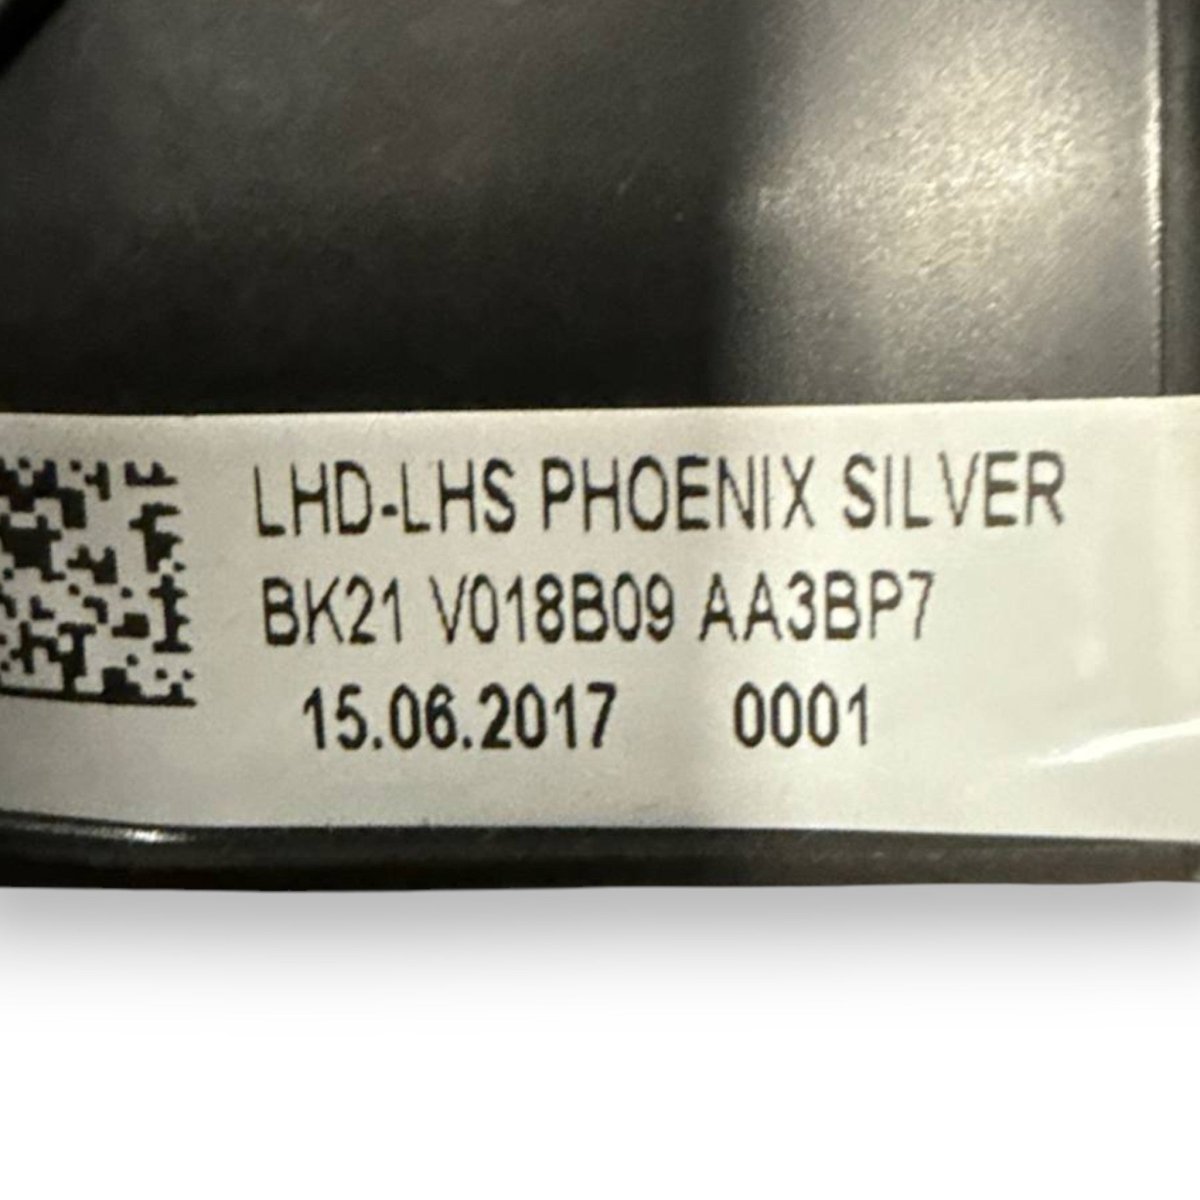 LHD-LHS PHOENIX SILVER
BK21 V018B09 AA3BP7
15.06.2017 0001